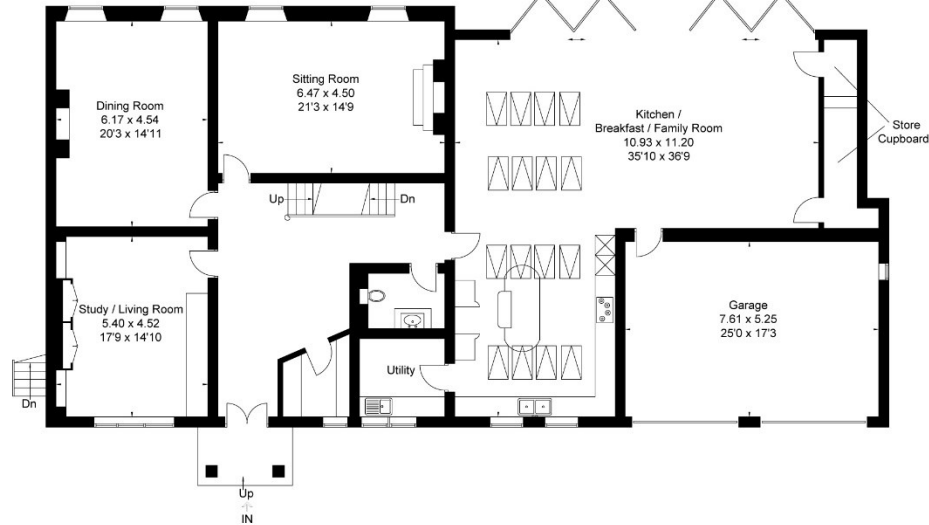 Sitting Room
6.47 x 4.50
21'3 x 14'9
Dining Room
6.17 x 4.54
20'3 x 14'11
Kitchen /
Breakfast / Family Room
10.93 x 11.20
35'10 x 36'9
Store
Cupboard
Up
Dn
Study / Living Room
5.40 x 4.52
17'9 x 14'10
Garage
7.61 x 5.25
25'0 x 17'3
Utility
Dn
Up
IN